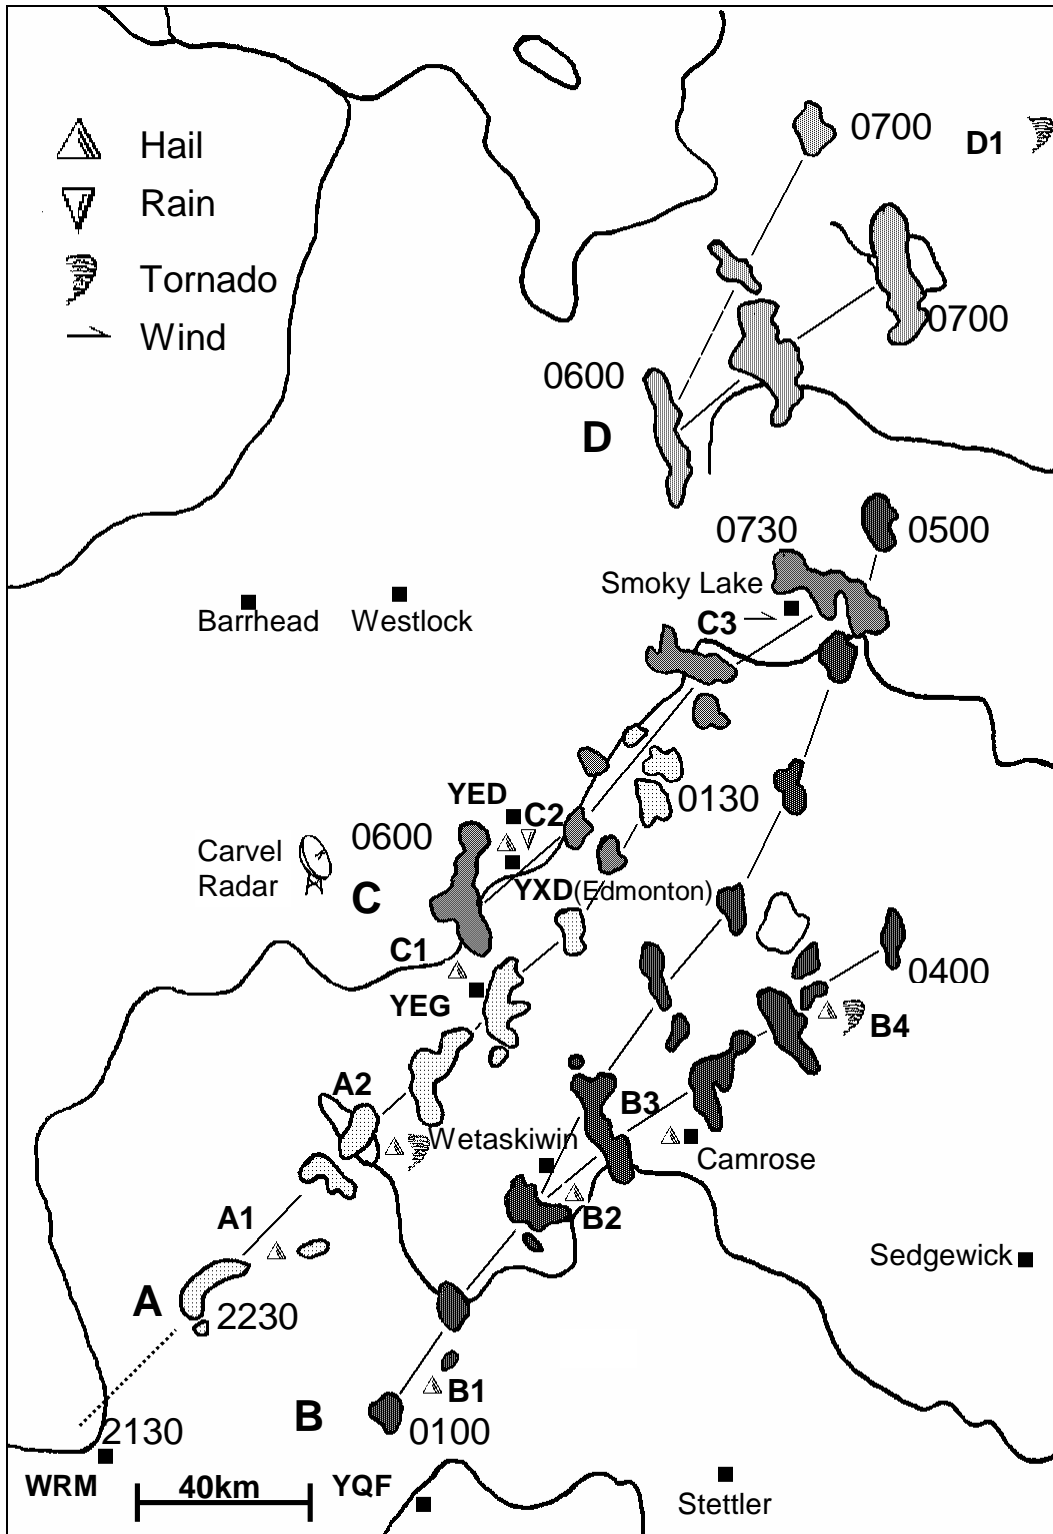 0700
D1
Hail
Rain
Tornado
Wind
0700
0600
D
0730
0500
Smoky Lake
C3
Barrhead
Westlock
YED
C2
0130
0600
Carvel
Radar
C
YXD(Edmonton)
C1
0400
YEG
B4
A2
B3
Wetaskiwin
Camrose
A1
B2
Sedgewick
A
2230
B1
B
0100
2130
WRM
40km
YQF
Stettler